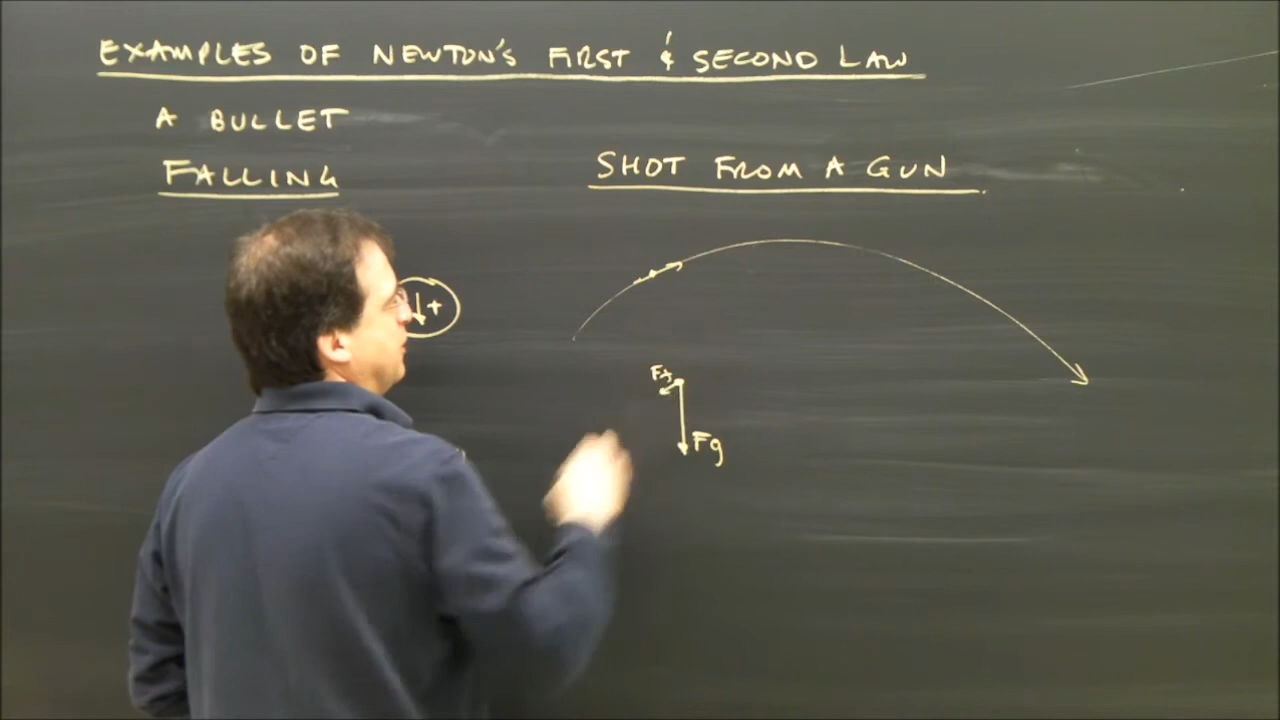 EXAMPLES OF NEWTON'S FIRST & SECOND LAW
A BULLET
FALLING
SHOT FROM A GUN
+
Fg